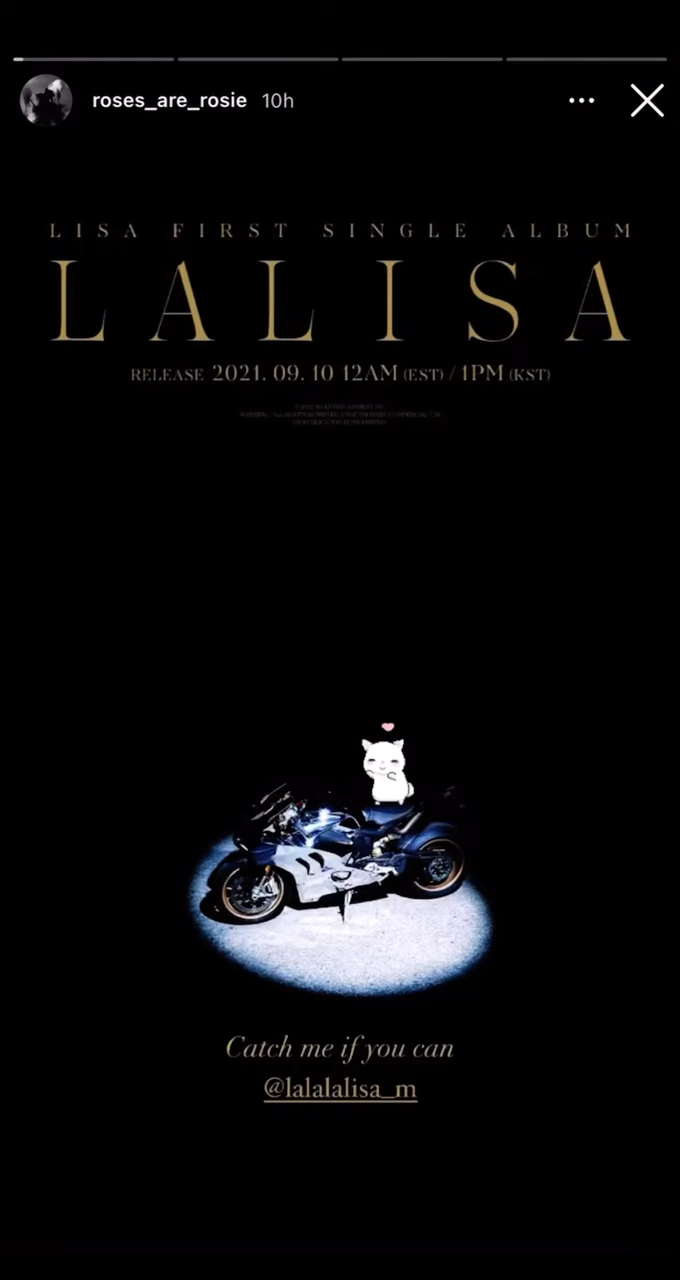 roses_are_rosie 10h
LISA FIRST SINGLE ALBUM
LALISA
RELEASE 2021. 09. 10 12AM (EST) / 1PM (KST)
Catch me if you can
@lalalalisa_m